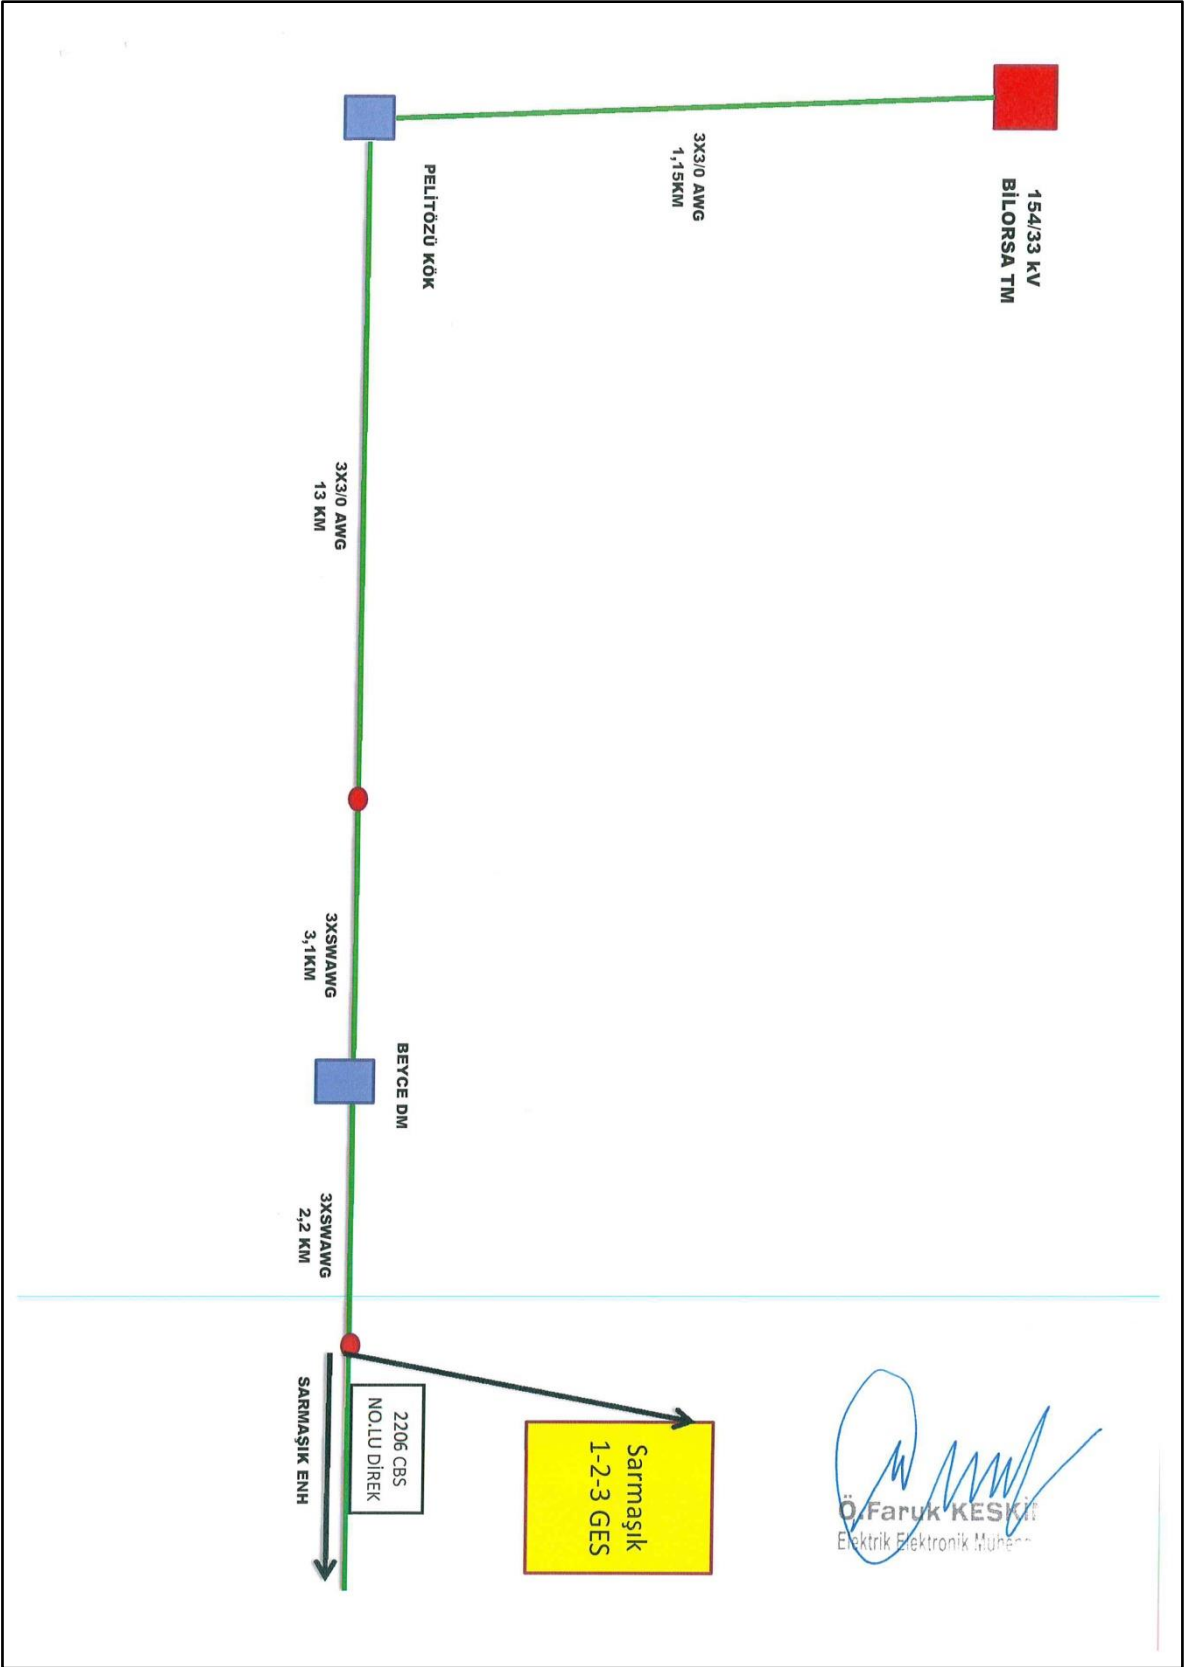 154/33 kV
BİLORSA TM
3X3/0 AWG
1,15KM
PELİTÖZÜ KÖK
3X3/0 AWG
13 KM
3XSWAWG
3,1KM
BEYCE DM
3XSWAWG
2,2 KM
2206 CBS
NO.LU DİREK
SARMAŞIK ENH
Sarmaşık
1-2-3 GES
Ö.Faruk
Elektrik Elektronik